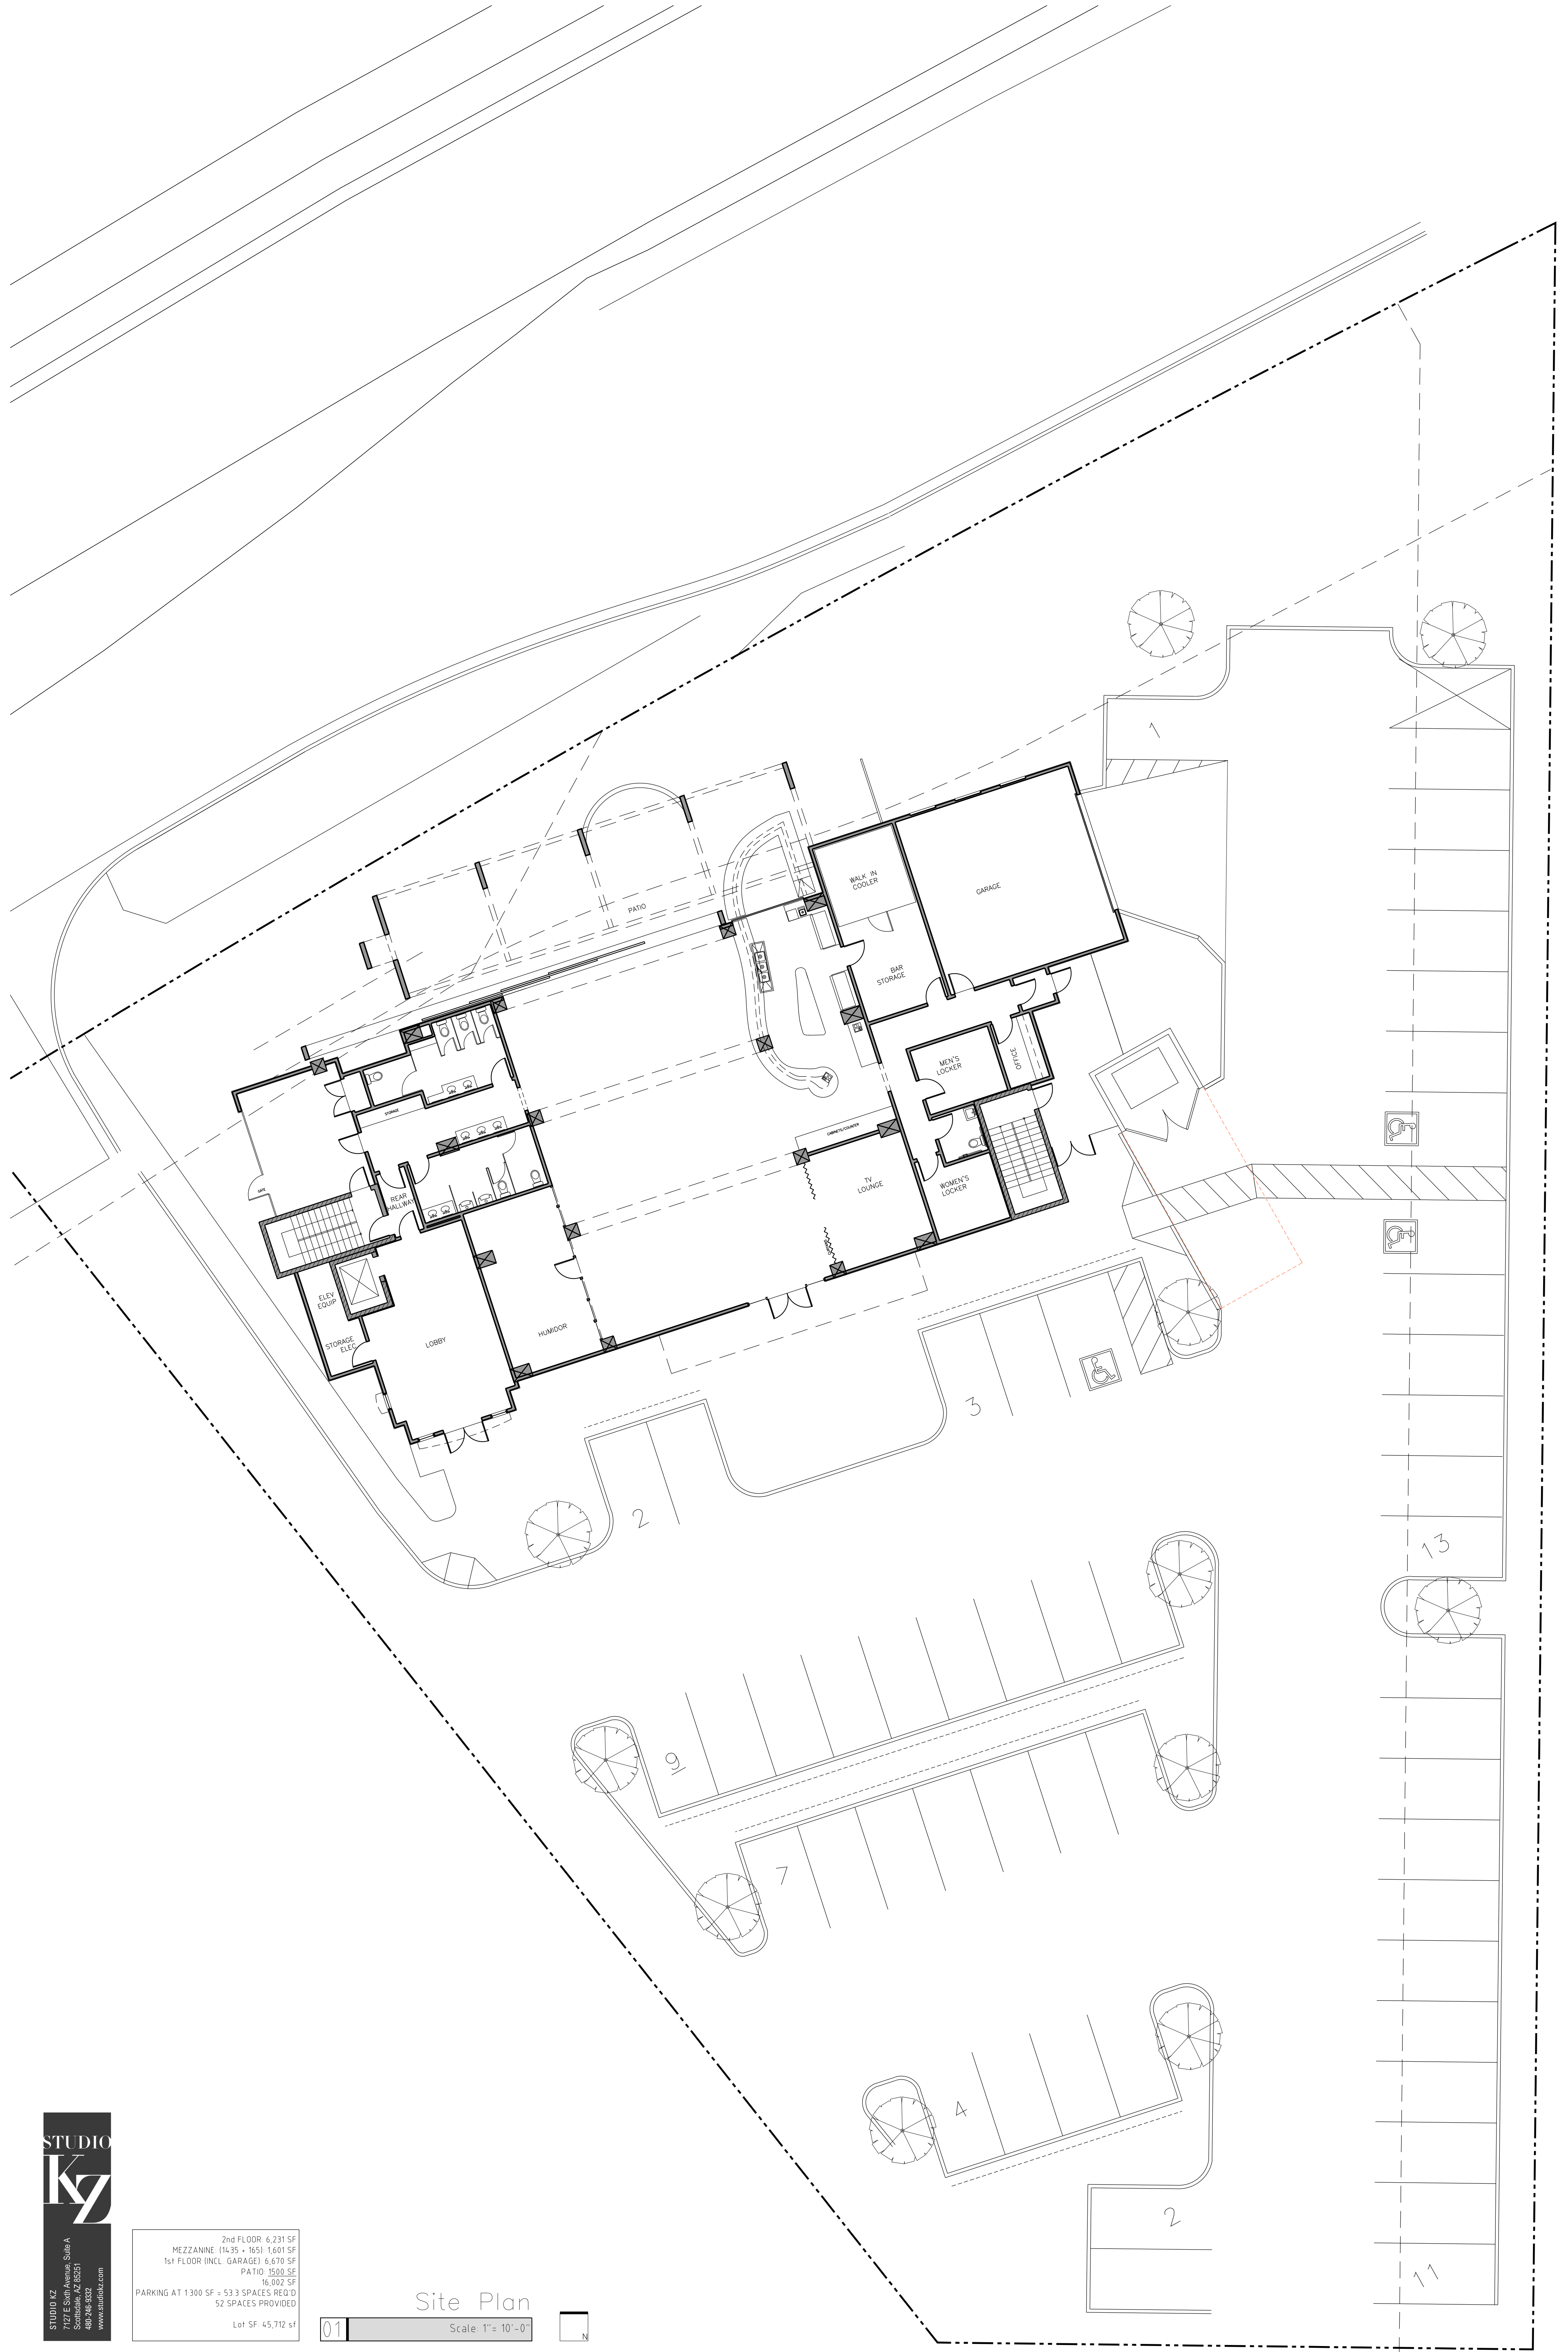 1
WALK IN
COOLER
GARAGE
PATIO
BAR
STORAGE
MEN'S
LOCKER
OFFICE
STORAGE
CABINETS/COUNTER
TV
LOUNGE
WOMEN'S
LOCKER
SAFE
REAR
HALLWAY
ELEV
EQUIP
STORAGE
ELEC
LOBBY
HUMIDOR
3
2
13
9
7
4
2
11
STUDIO
KZ
STUDIO KZ
7127 E Sixth Avenue, Suite A
Scottsdale, AZ 85251
480-246-9332
www.studiokz.com
2nd FLOOR: 6,231 SF
MEZZANINE: (1435 + 165): 1,601 SF
1st FLOOR (INCL. GARAGE): 6,670 SF
PATIO: 1500 SF
16,002 SF
PARKING AT 1:300 SF = 53.3 SPACES REQ'D
52 SPACES PROVIDED
Lot SF: 45,712 sf
Site Plan
01
Scale: 1"= 10'-0"
N